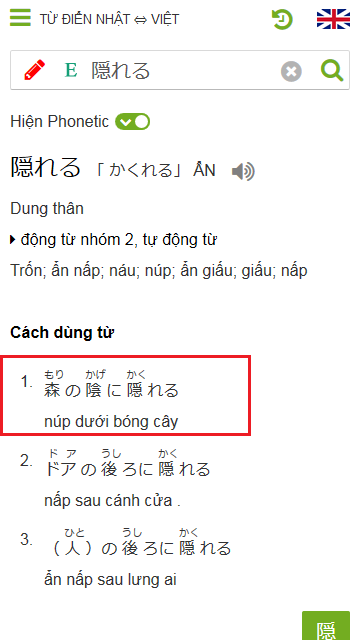 TỪ ĐIỂN NHẬT ⇔ VIỆT
E 隠れる
Hiện Phonetic
隠れる 「かくれる」 ẨN
Dung thân
động từ nhóm 2, tự động từ
Trốn; ẩn nấp; náu; núp; ẩn giấu; giấu; nấp
Cách dùng từ
もり かげ かく
1. 森の陰に隠れる
núp dưới bóng cây
ドア うし かく
2. ドアの後ろに隠れる
nấp sau cánh cửa .
ひと うし かく
3. （人）の後ろに隠れる
ẩn nấp sau lưng ai
隠